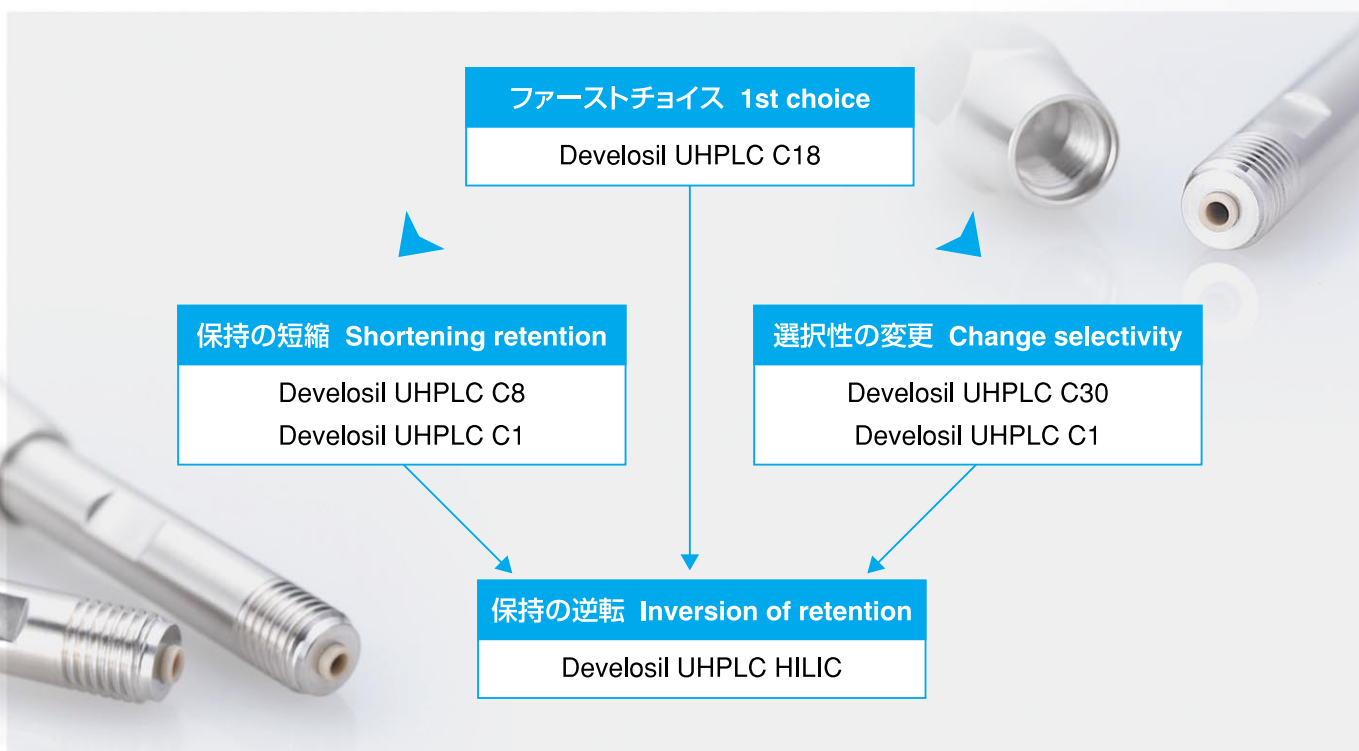 ファーストチョイス 1st choice
Develosil UHPLC C18
保持の短縮 Shortening retention
Develosil UHPLC C8
Develosil UHPLC C1
選択性の変更 Change selectivity
Develosil UHPLC C30
Develosil UHPLC C1
保持の逆転 Inversion of retention
Develosil UHPLC HILIC